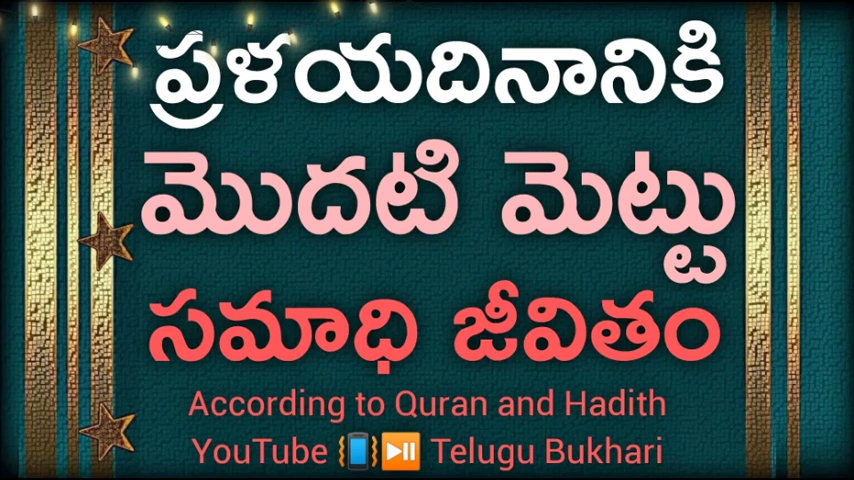 ప్రళయదినానికి
మొదటి మెట్టు
సమాధి జీవితం
According to Quran and Hadith
YouTube 📳⏯️ Telugu Bukhari